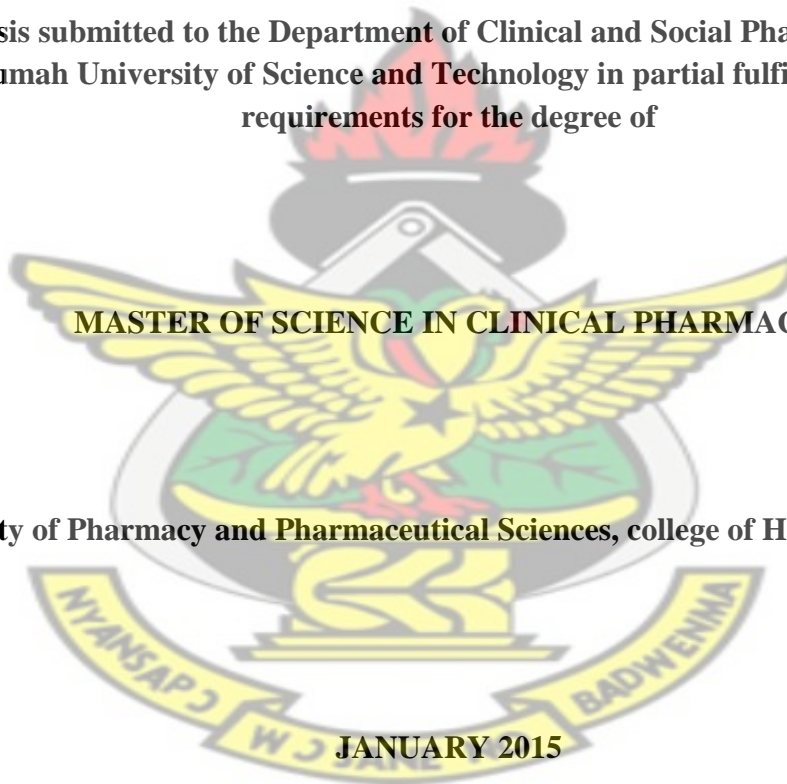 sis submitted to the Department of Clinical and Social Pha
umah University of Science and Technology in partial fulfi
requirements for the degree of
MASTER OF SCIENCE IN CLINICAL PHARMAC
ty of Pharmacy and Pharmaceutical Sciences, college of H
NYANSAPƆ
WƆ
BADWENMA
JANUARY 2015